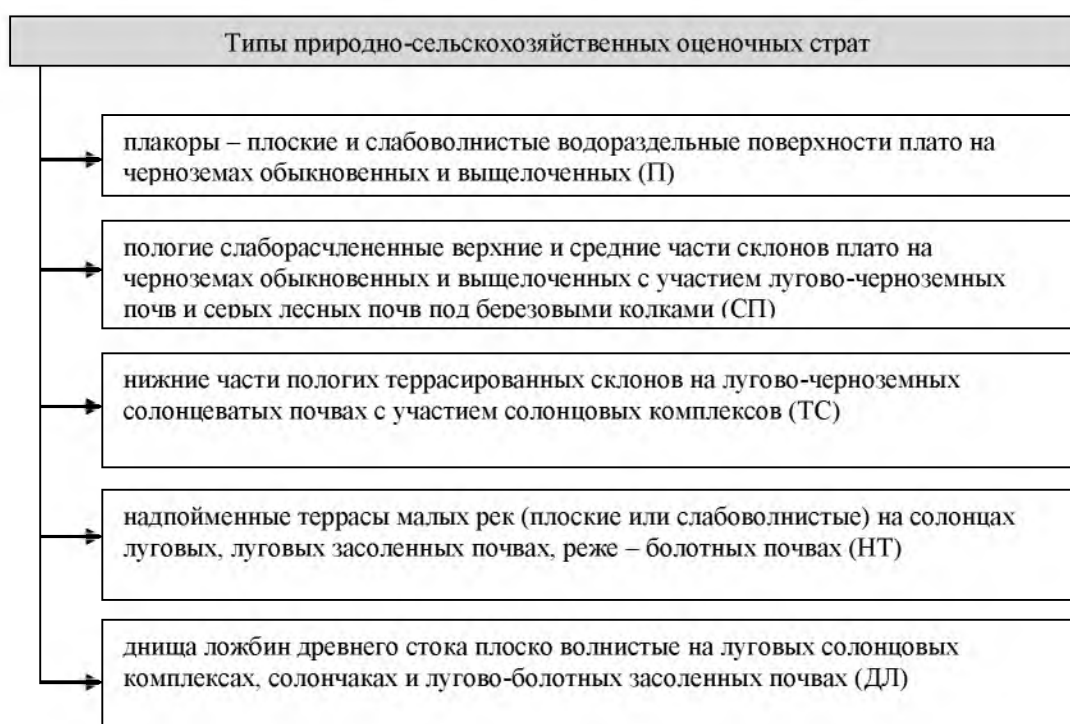 Типы природно-сельскохозяйственных оценочных страт
плакоры – плоские и слабоволнистые водораздельные поверхности плато на
черноземах обыкновенных и выщелоченных (П)
пологие слаборасчлененные верхние и средние части склонов плато на
черноземах обыкновенных и выщелоченных с участием лугово-черноземных
почв и серых лесных почв под березовыми колками (СП)
нижние части пологих террасированных склонов на лугово-черноземных
солонцеватых почвах с участием солонцовых комплексов (ТС)
надпойменные террасы малых рек (плоские или слабоволнистые) на солонцах
луговых, луговых засоленных почвах, реже – болотных почвах (НТ)
днища ложбин древнего стока плоско волнистые на луговых солонцовых
комплексах, солончаках и лугово-болотных засоленных почвах (ДЛ)